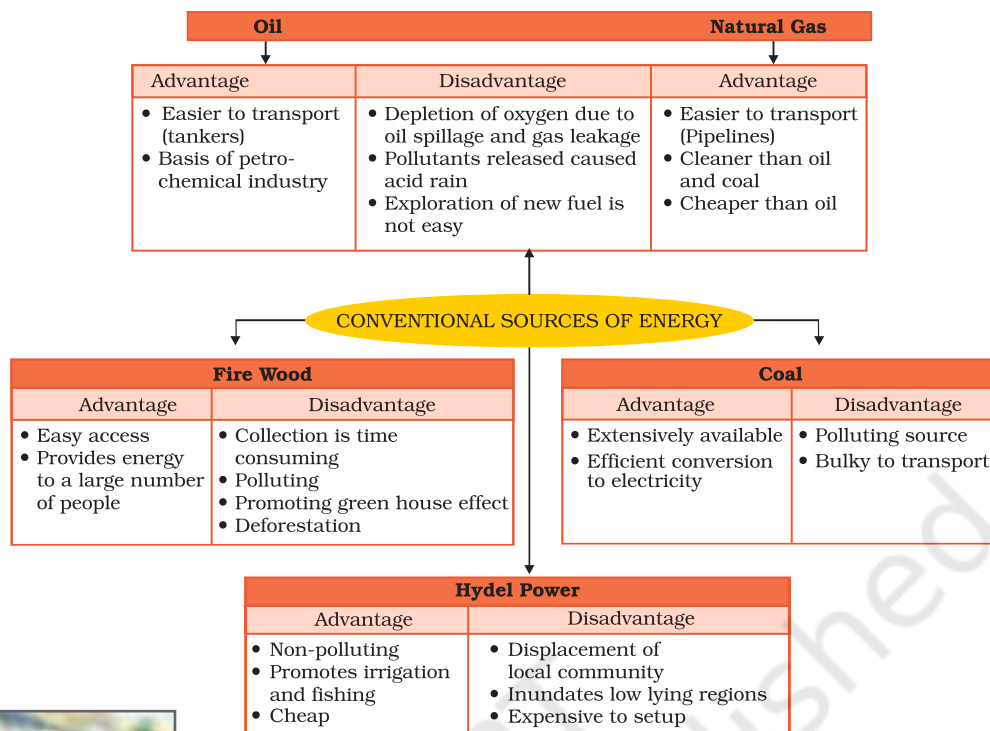 Oil
Natural Gas
Advantage
• Easier to transport
(tankers)
• Basis of petro-
chemical industry
Disadvantage
• Depletion of oxygen due to
oil spillage and gas leakage
• Pollutants released caused
acid rain
• Exploration of new fuel is
not easy
Advantage
• Easier to transport
(Pipelines)
• Cleaner than oil
and coal
• Cheaper than oil
CONVENTIONAL SOURCES OF ENERGY
Fire Wood
Advantage
• Easy access
• Provides energy
to a large number
of people
Disadvantage
• Collection is time
consuming
• Polluting
• Promoting green house effect
• Deforestation
Coal
Advantage
• Extensively available
• Efficient conversion
to electricity
Disadvantage
• Polluting source
• Bulky to transport
Hydel Power
Advantage
• Non-polluting
• Promotes irrigation
and fishing
• Cheap
Disadvantage
• Displacement of
local community
• Inundates low lying regions
• Expensive to setup